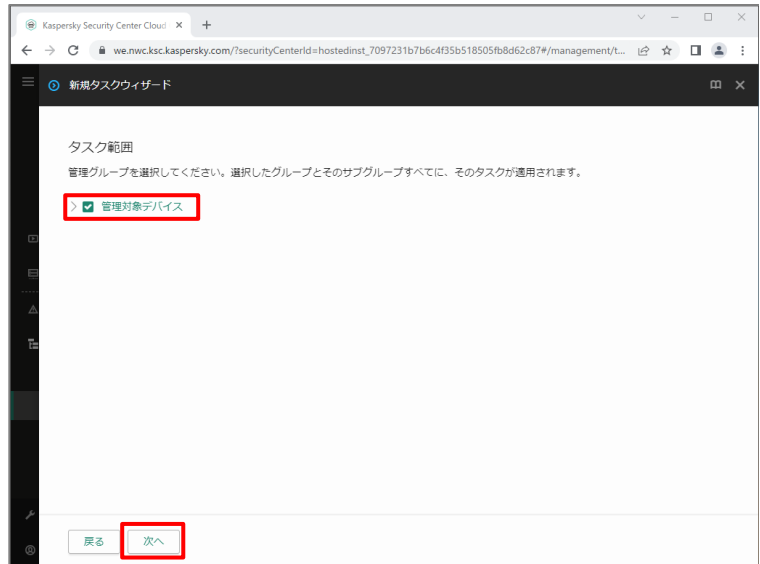 Kaspersky Security Center Cloud
we.nwc.ksc.kaspersky.com/?securityCenterId=hostedinst_7097231b7b6c4f35b518505fb8d62c87#/management/t...
新規タスクウィザード
タスク範囲
管理グループを選択してください。選択したグループとそのサブグループすべてに、そのタスクが適用されます。
管理対象デバイス
戻る
次へ